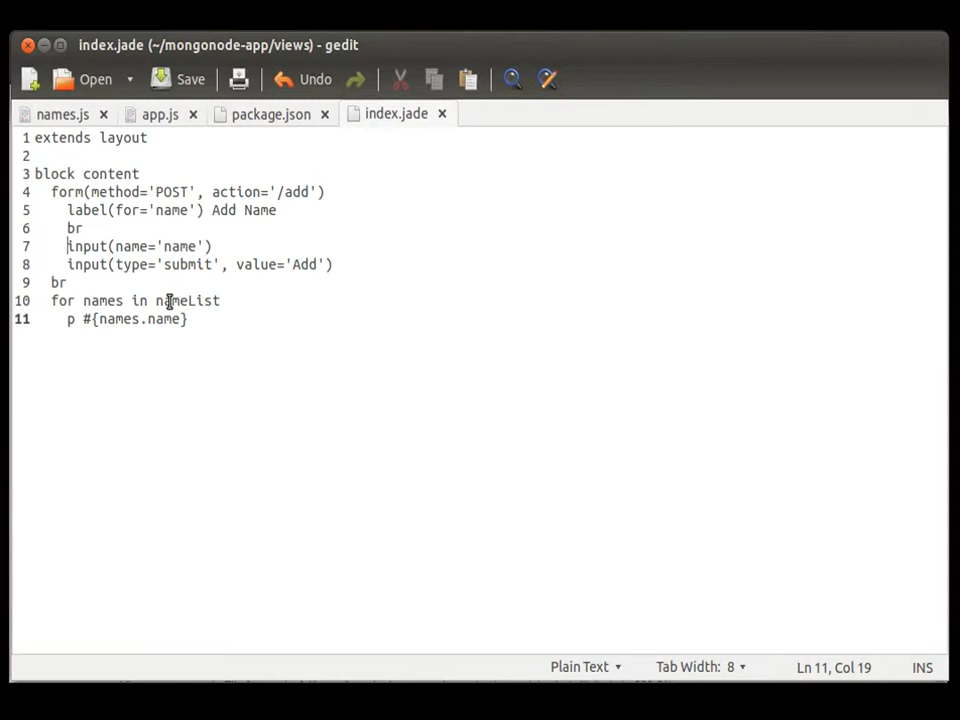 index.jade (~/mongonode-app/views) - gedit
Open Save Undo
names.js app.js package.json index.jade
1 extends layout
2
3 block content
4 form(method='POST', action='/add')
5 label(for='name') Add Name
6 br
7 input(name='name')
8 input(type='submit', value='Add')
9 br
10 for names in nameList
11 p #{names.name}
Plain Text Tab Width: 8 Ln 11, Col 19 INS